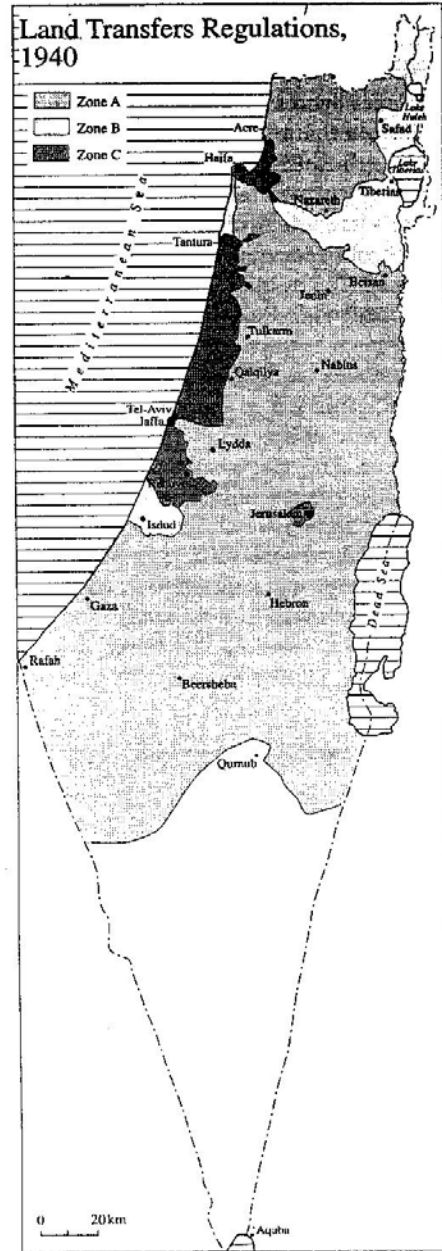 Land Transfers Regulations,
1940
Zone A
Zone B
Zone C
Lake Huleh
Acre
Safad
Haifa
Lake
Tiberias
Tiberias
Nazareth
Mediterranean Sea
Tantura
Beisan
Jenin
Tulkarm
Nablus
Qalqilya
Tel-Aviv
Jaffa
Lydda
Jerusalem
Isdud
Dead Sea
Gaza
Hebron
Rafah
Beersheba
Qurnub
0 20 km
Aqaba